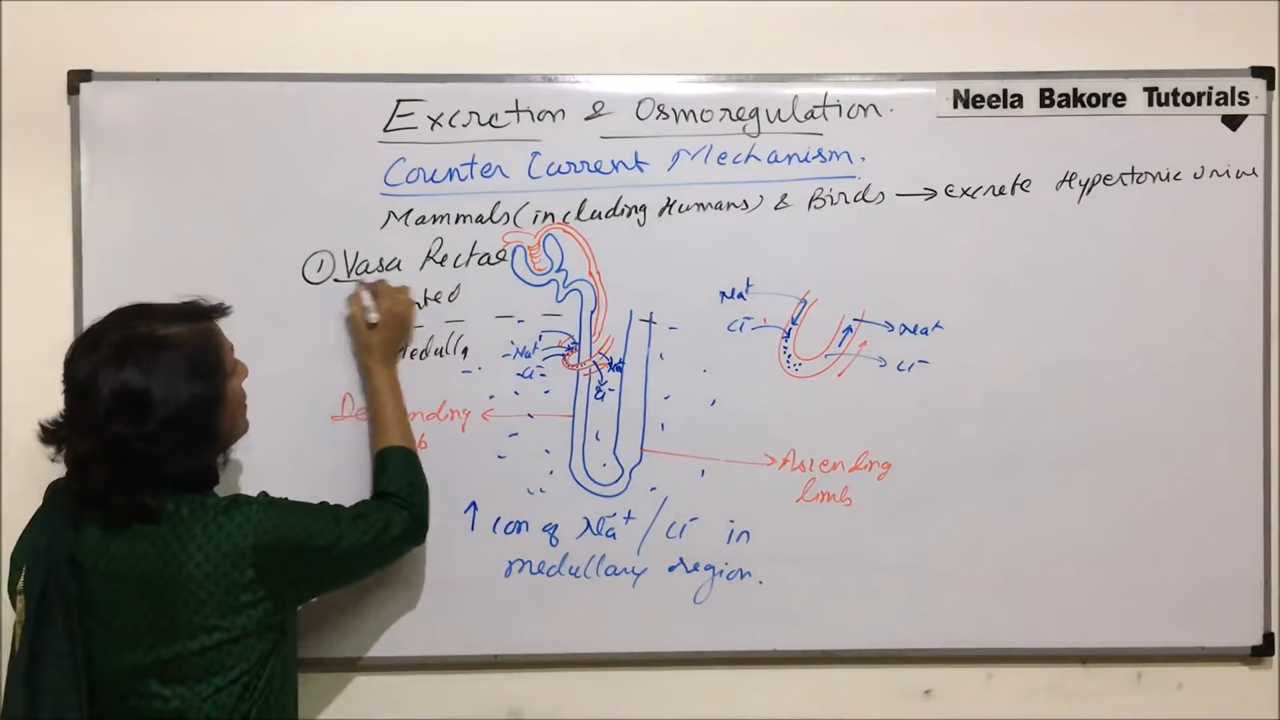 Neela Bakore Tutorials
Excretion & Osmoregulation.
Counter Current Mechanism.
Mammals (including Humans) & Birds → excrete Hypertonic urine
① Vasa Rectae
Medulla
Na+
Cl-
Na+
Cl-
Na+
Cl-
Na+
Cl-
Ascending
limb
↑ Con of Na+/Cl- in
medullary region.